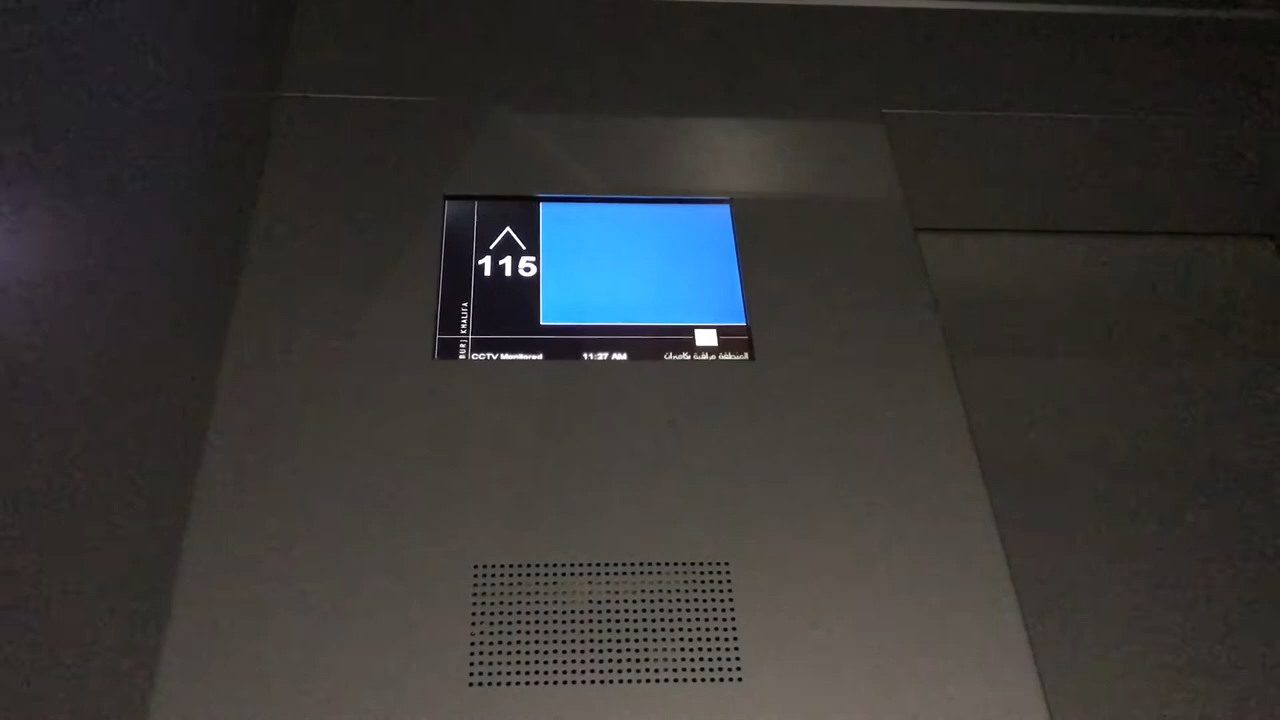 115
BURJ KHALIFA
CCTV Monitored
11:27 AM
المنطقة مراقبة بكاميرات